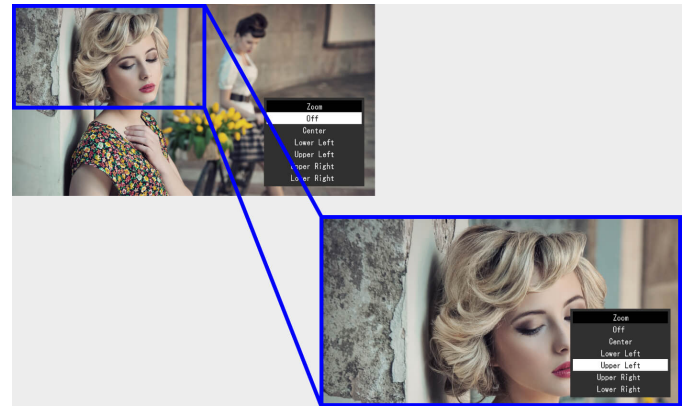 Zoom
Off
Center
Lower Left
Upper Left
Upper Right
Lower Right
Zoom
Off
Center
Lower Left
Upper Left
Upper Right
Lower Right